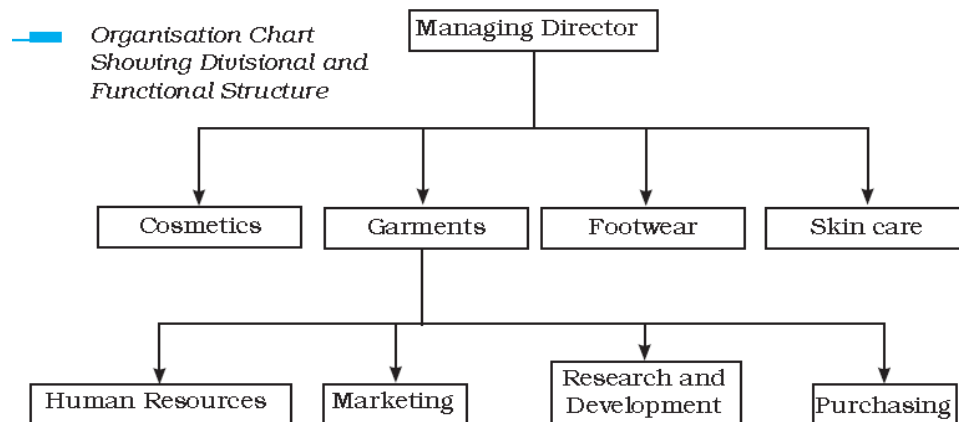 Organisation Chart
Showing Divisional and
Functional Structure
Managing Director
Cosmetics
Garments
Footwear
Skin care
Human Resources
Marketing
Research and
Development
Purchasing